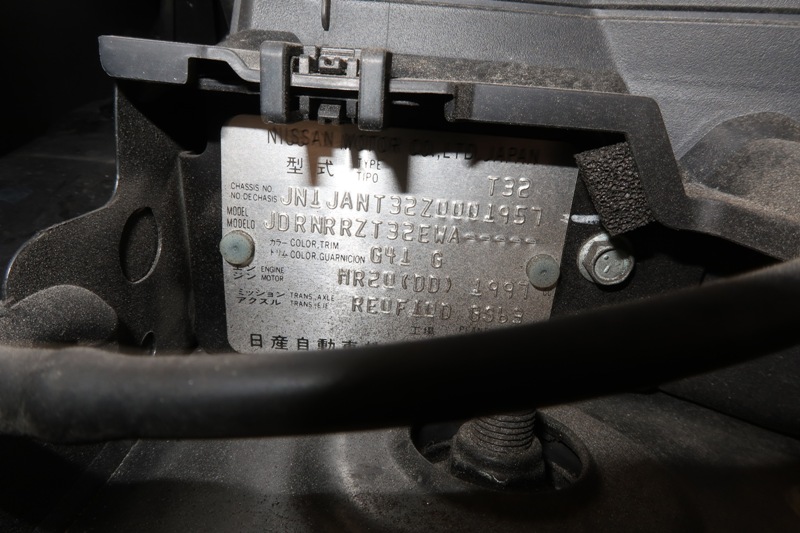 NISSAN MOTOR CO.,LTD. JAPAN
型式 TYPE TIPO T32
CHASSIS NO. NO DE CHASIS JN1JANT32Z0001957
MODEL MODELO JDRNRRZT32EWA-----
カラー COLOR,TRIM
トリム COLOR,GUARNICION G41 G
エンジン ENGINE MOTOR MR20(DD) 1997
ミッション TRANS.,AXLE
アクスル TRANS,EJE RE0F10D
工場
日産自動車